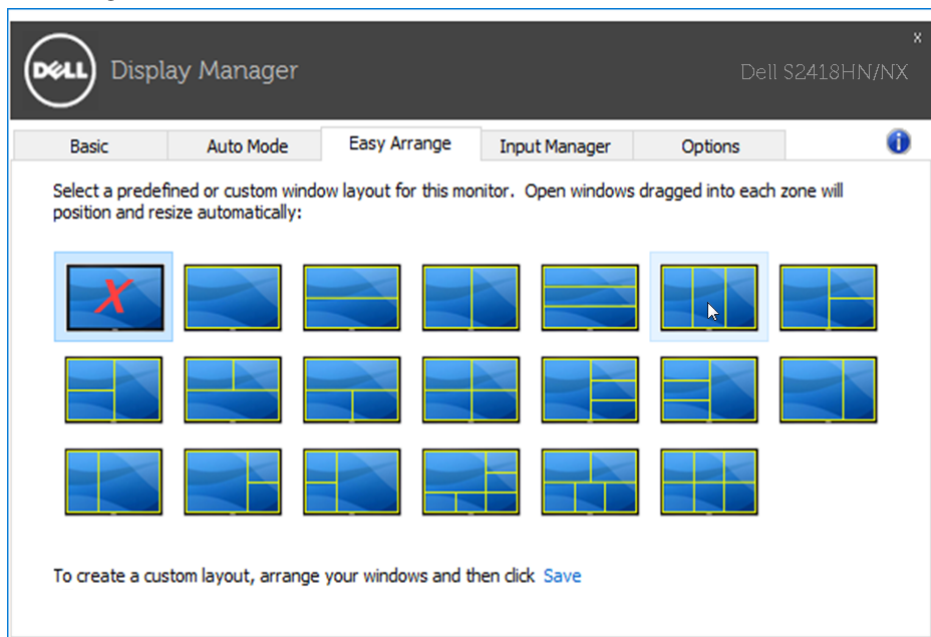 DELL Display Manager
x
Dell S2418HN/NX
Basic Auto Mode Easy Arrange Input Manager Options
Select a predefined or custom window layout for this monitor. Open windows dragged into each zone will
position and resize automatically:
X
To create a custom layout, arrange your windows and then click Save